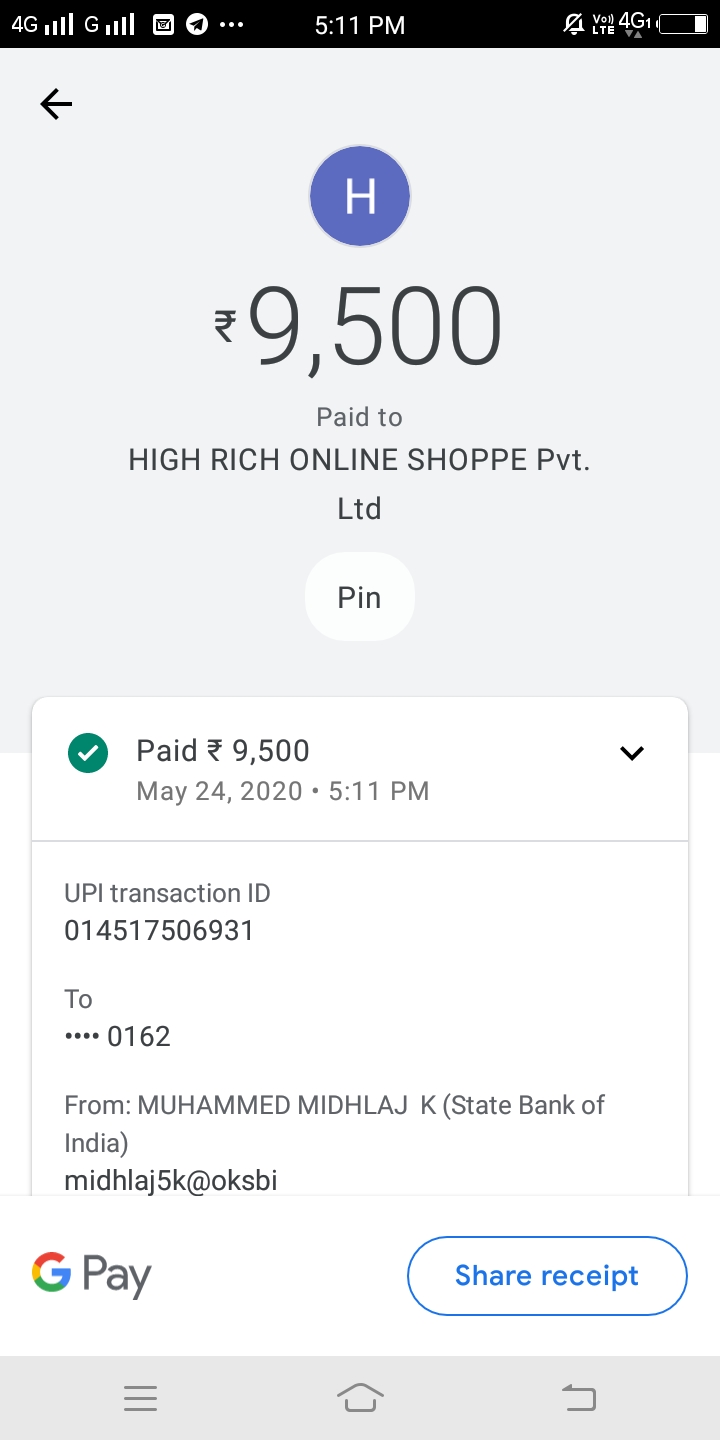 4G G 5:11 PM Vo)) LTE 4G1
H
₹9,500
Paid to
HIGH RICH ONLINE SHOPPE Pvt.
Ltd
Pin
Paid ₹ 9,500
May 24, 2020 • 5:11 PM
UPI transaction ID
014517506931
To
•••• 0162
From: MUHAMMED MIDHLAJ K (State Bank of
India)
midhlaj5k@oksbi
G Pay
Share receipt